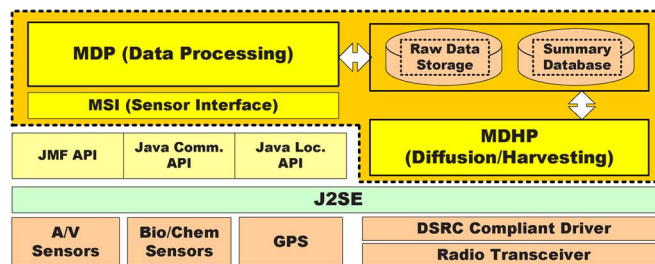 MDP (Data Processing)
Raw Data
Storage
Summary
Database
MSI (Sensor Interface)
MDHP
(Diffusion/Harvesting)
JMF API
Java Comm.
API
Java Loc.
API
J2SE
A/V
Sensors
Bio/Chem
Sensors
GPS
DSRC Compliant Driver
Radio Transceiver